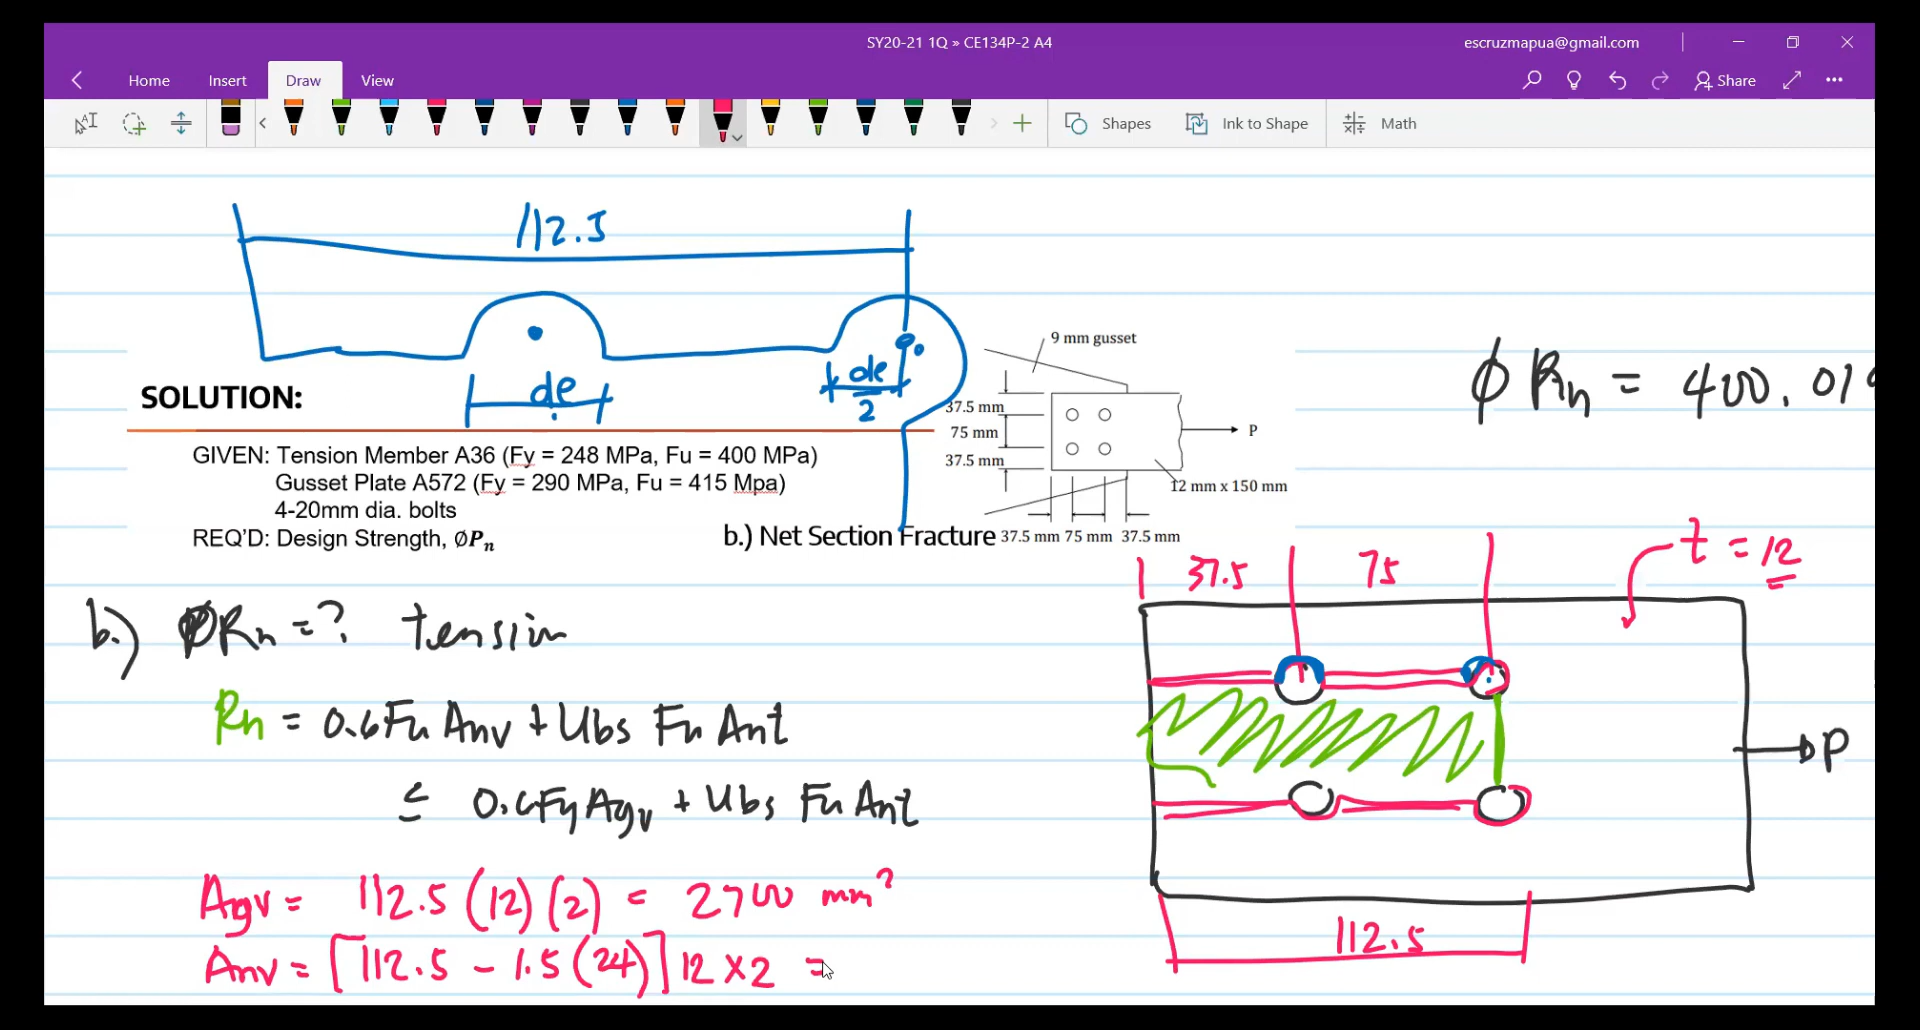 SY20-21 1Q » CE134P-2 A4
escruzmapua@gmail.com
Home Insert Draw View
Share
Shapes Ink to Shape Math
112.5
de
de/2
SOLUTION:
GIVEN: Tension Member A36 (Fy = 248 MPa, Fu = 400 MPa)
Gusset Plate A572 (Fy = 290 MPa, Fu = 415 Mpa)
4-20mm dia. bolts
REQ'D: Design Strength, ØPn
b.) Net Section Fracture
9 mm gusset
37.5 mm
75 mm
37.5 mm
P
12 mm x 150 mm
37.5 mm 75 mm 37.5 mm
ϕRn = 400.019
b.) ϕRn = ? tension
Rn = 0.6Fu Anv + Ubs Fu Ant
≤ 0.6Fy Agv + Ubs Fu Ant
Agv = 112.5 (12)(2) = 2700 mm²
Anv = [112.5 - 1.5(24)] 12 x 2 =
37.5 75
t = 12
P
112.5